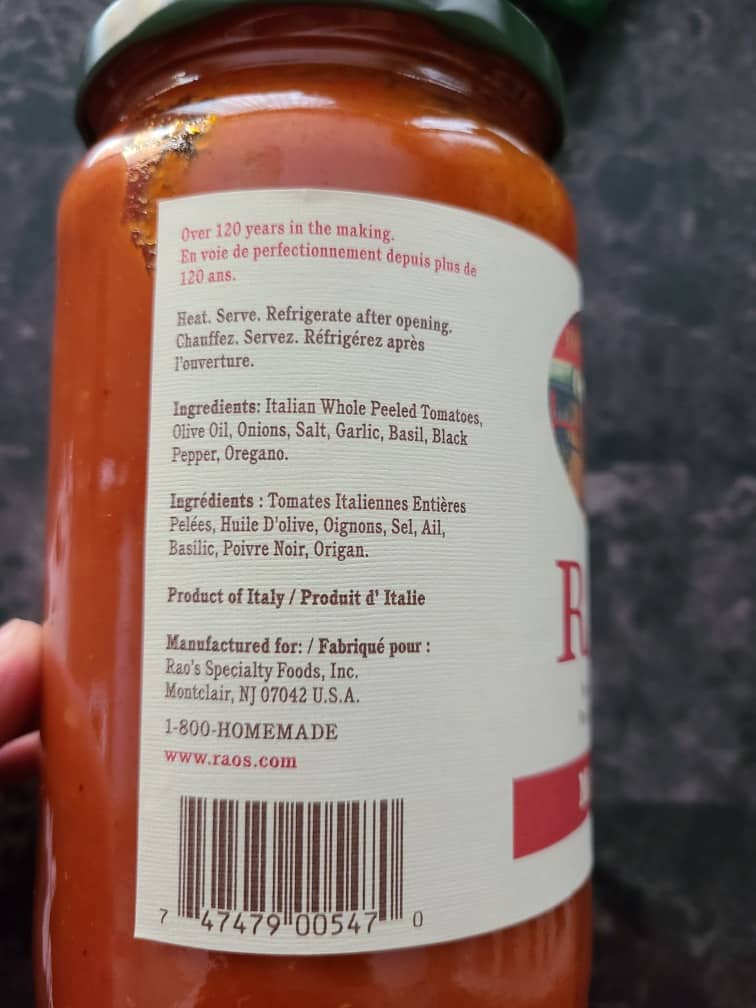 Over 120 years in the making.
En voie de perfectionnement depuis plus de
120 ans.
Heat. Serve. Refrigerate after opening.
Chauffez. Servez. Réfrigérez après
l'ouverture.
Ingredients: Italian Whole Peeled Tomatoes,
Olive Oil, Onions, Salt, Garlic, Basil, Black
Pepper, Oregano.
Ingrédients : Tomates Italiennes Entières
Pelées, Huile D'olive, Oignons, Sel, Ail,
Basilic, Poivre Noir, Origan.
Product of Italy / Produit d' Italie
Manufactured for: / Fabriqué pour :
Rao's Specialty Foods, Inc.
Montclair, NJ 07042 U.S.A.
1-800-HOMEMADE
www.raos.com
7 47479 00547 0